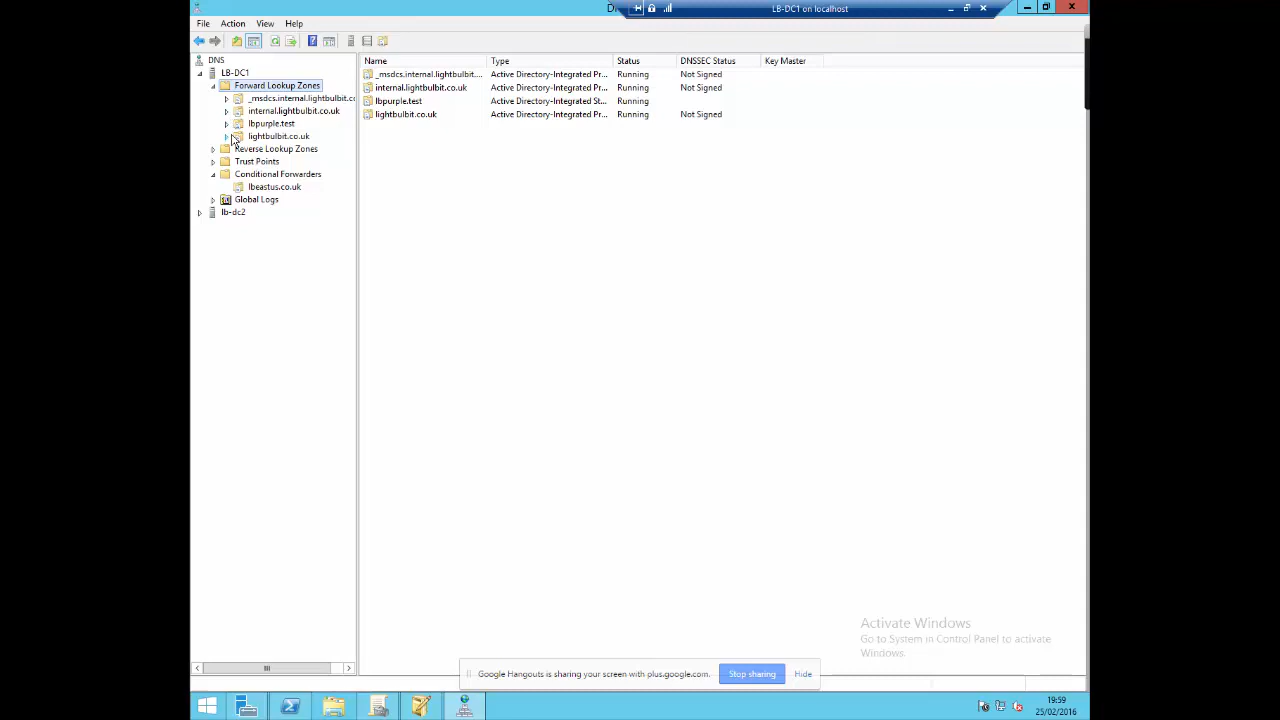 D
LB-DC1 on localhost
File Action View Help
DNS
LB-DC1
Forward Lookup Zones
_msdcs.internal.lightbulbit.co
internal.lightbulbit.co.uk
lbpurple.test
lightbulbit.co.uk
Reverse Lookup Zones
Trust Points
Conditional Forwarders
lbeastus.co.uk
Global Logs
lb-dc2
Name Type Status DNSSEC Status Key Master
_msdcs.internal.lightbulbit.... Active Directory-Integrated Pr... Running Not Signed
internal.lightbulbit.co.uk Active Directory-Integrated Pr... Running Not Signed
lbpurple.test Active Directory-Integrated St... Running
lightbulbit.co.uk Active Directory-Integrated Pr... Running Not Signed
Activate Windows
Go to System in Control Panel to activate
Windows.
Google Hangouts is sharing your screen with plus.google.com. Stop sharing Hide
19:59
25/02/2016